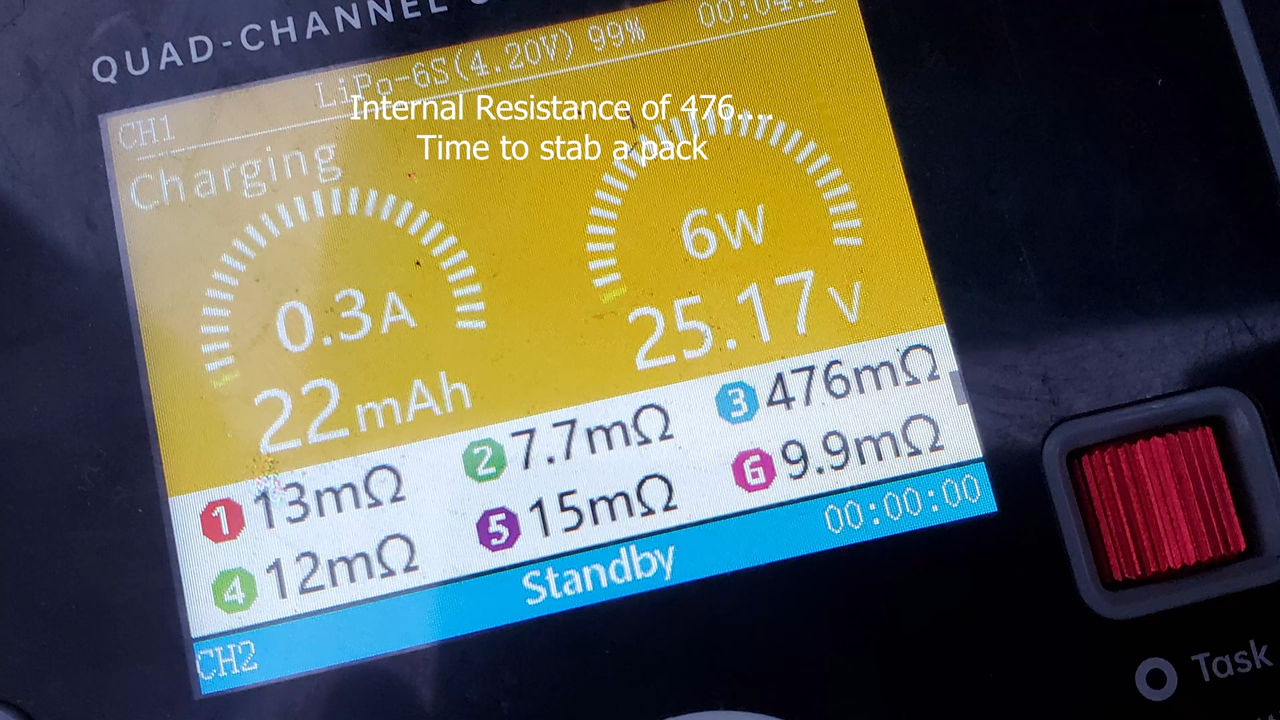 QUAD-CHANNEL
LiPo-6S(4.20V) 99%
CH1
Internal Resistance of 476....
Time to stab a pack
Charging
0.3A
6W
22mAh
25.17V
1 13mΩ 2 7.7mΩ 3 476mΩ
4 12mΩ 5 15mΩ 6 9.9mΩ
Standby 00:00:00
CH2
Task